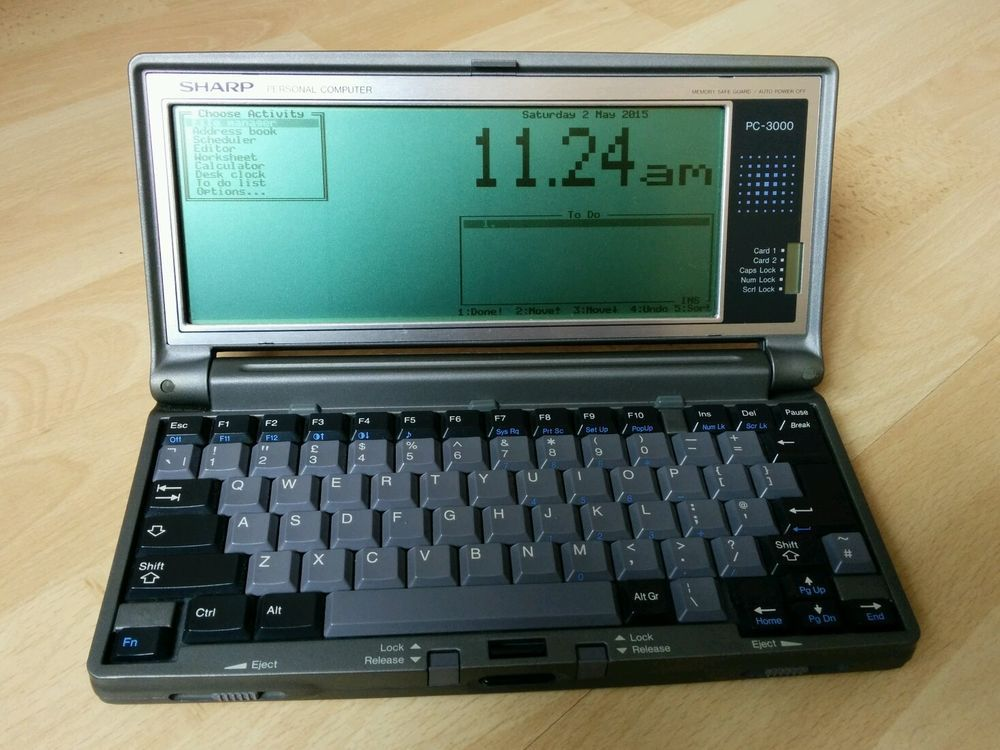 SHARP PERSONAL COMPUTER
MEMORY SAFE GUARD / AUTO POWER OFF
PC-3000
Choose Activity
File manager
Address book
Scheduler
Editor
Worksheet
Calculator
Desk clock
To do list
Options...
Saturday 2 May 2015
11.24am
To Do
1.
INS
1:Done! 2:Move↑ 3:Move↓ 4:Undo 5:Sort
Card 1
Card 2
Caps Lock
Num Lock
Scrl Lock
Esc F1 F2 F3 F4 F5 F6 F7 F8 F9 F10 Ins Del Pause
Off F11 F12 Sys Rq Prt Sc Set Up PopUp Num Lk Scr Lk Break
! " £ $ % ^ & * ( ) _ +
1 2 3 4 5 6 7 8 9 0 - =
Q W E R T Y U I O P { }
[ ]
A S D F G H J K L : @
; '
Shift Z X C V B N M < > ? Shift ~
, . / #
Fn Ctrl Alt Alt Gr | Pg Up
\ Home Pg Dn End
Eject Lock Lock Eject
Release Release